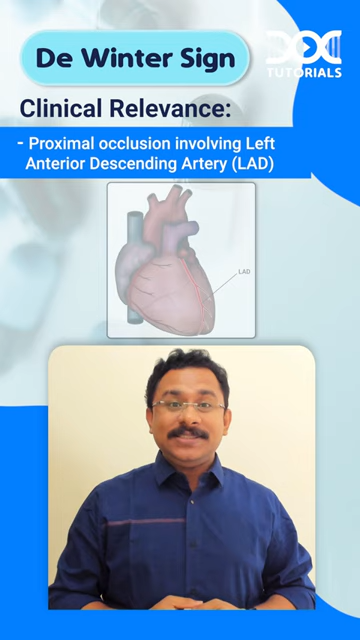 De Winter Sign
TUTORIALS
Clinical Relevance:
- Proximal occlusion involving Left
Anterior Descending Artery (LAD)
LAD